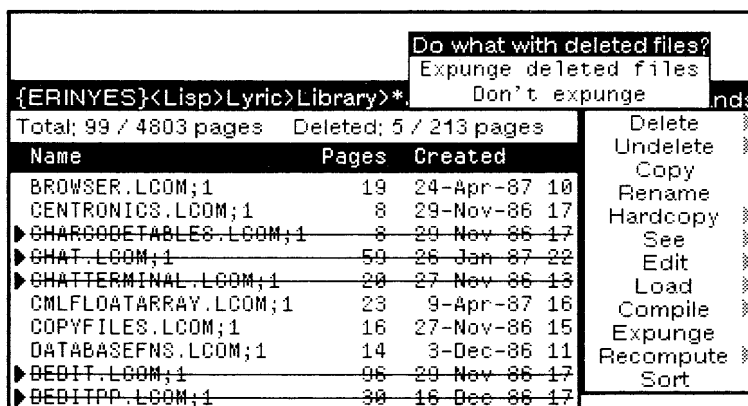 Do what with deleted files?
Expunge deleted files
Don't expunge
{ERINYES}<Lisp>Lyric>Library>*.
nds
Total: 99 / 4803 pages Deleted: 5 / 213 pages
Name Pages Created
BROWSER.LCOM;1 19 24-Apr-87 10
CENTRONICS.LCOM;1 8 29-Nov-86 17
CHARCODETABLES.LCOM;1 8 29-Nov-86 17
CHAT.LCOM;1 59 26-Jan-87 22
CHATTERMINAL.LCOM;1 20 27-Nov-86 13
CMLFLOATARRAY.LCOM;1 23 9-Apr-87 16
COPYFILES.LCOM;1 16 27-Nov-86 15
DATABASEFNS.LCOM;1 14 3-Dec-86 11
DEDIT.LCOM;1 96 29-Nov-86 17
DEDITPP.LCOM;1 30 16-Dec-86 17
Delete
Undelete
Copy
Rename
Hardcopy
See
Edit
Load
Compile
Expunge
Recompute
Sort